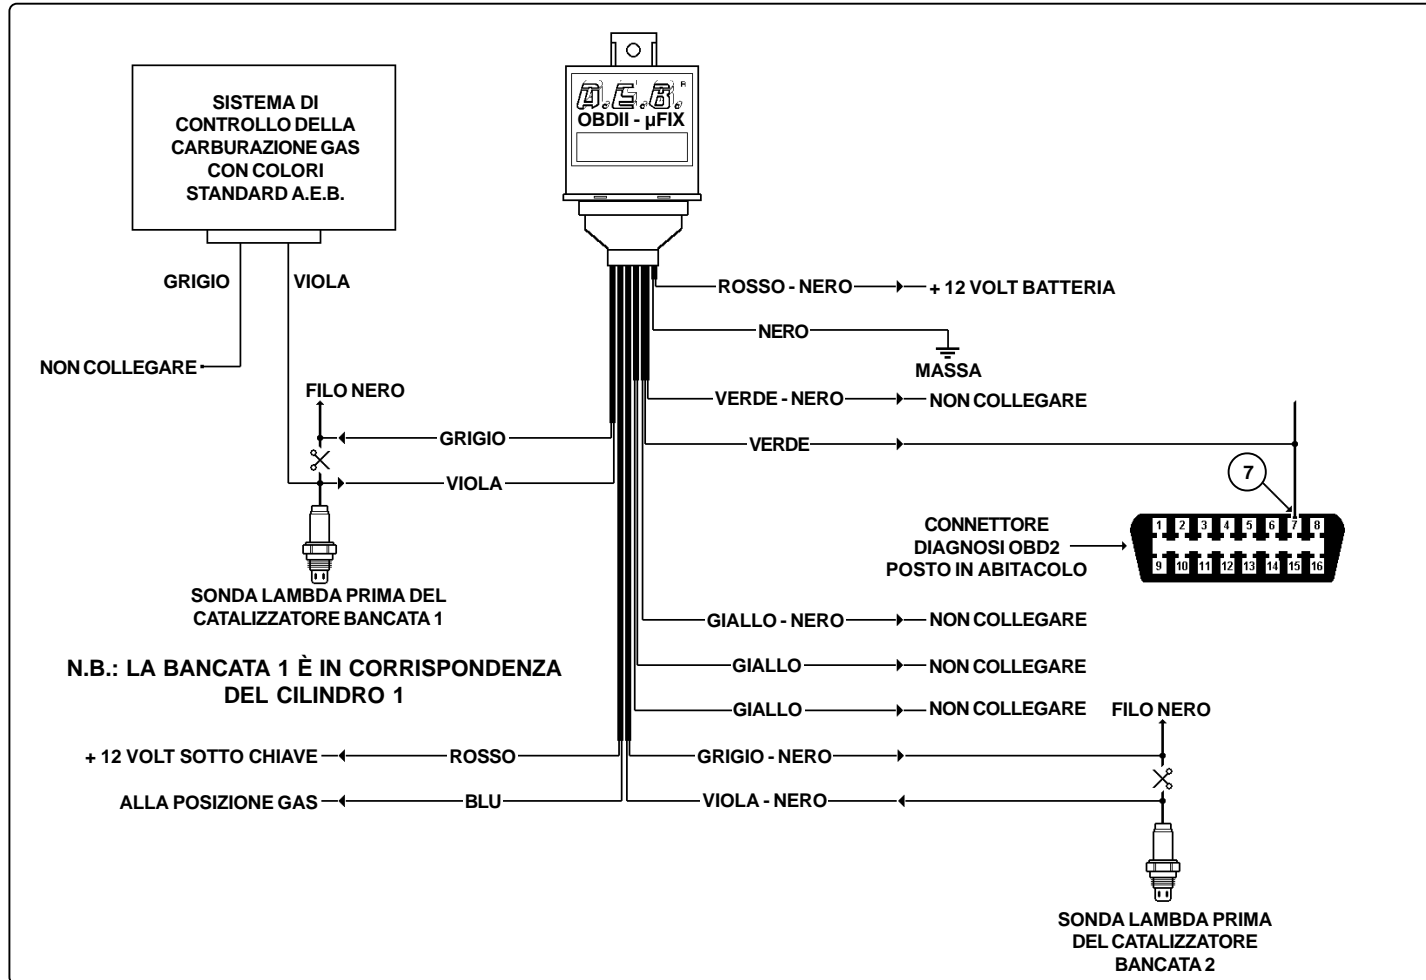 SISTEMA DI
CONTROLLO DELLA
CARBURAZIONE GAS
CON COLORI
STANDARD A.E.B.
A.E.B.
R
OBDII - µFIX
GRIGIO
VIOLA
NON COLLEGARE
FILO NERO
GRIGIO
VIOLA
SONDA LAMBDA PRIMA DEL
CATALIZZATORE BANCATA 1
N.B.: LA BANCATA 1 È IN CORRISPONDENZA
DEL CILINDRO 1
+ 12 VOLT SOTTO CHIAVE
ROSSO
ALLA POSIZIONE GAS
BLU
ROSSO - NERO
+ 12 VOLT BATTERIA
NERO
MASSA
VERDE - NERO
NON COLLEGARE
VERDE
7
CONNETTORE
DIAGNOSI OBD2
POSTO IN ABITACOLO
1 2 3 4 5 6 7 8
9 10 11 12 13 14 15 16
GIALLO - NERO
NON COLLEGARE
GIALLO
NON COLLEGARE
GIALLO
NON COLLEGARE
FILO NERO
GRIGIO - NERO
VIOLA - NERO
SONDA LAMBDA PRIMA
DEL CATALIZZATORE
BANCATA 2